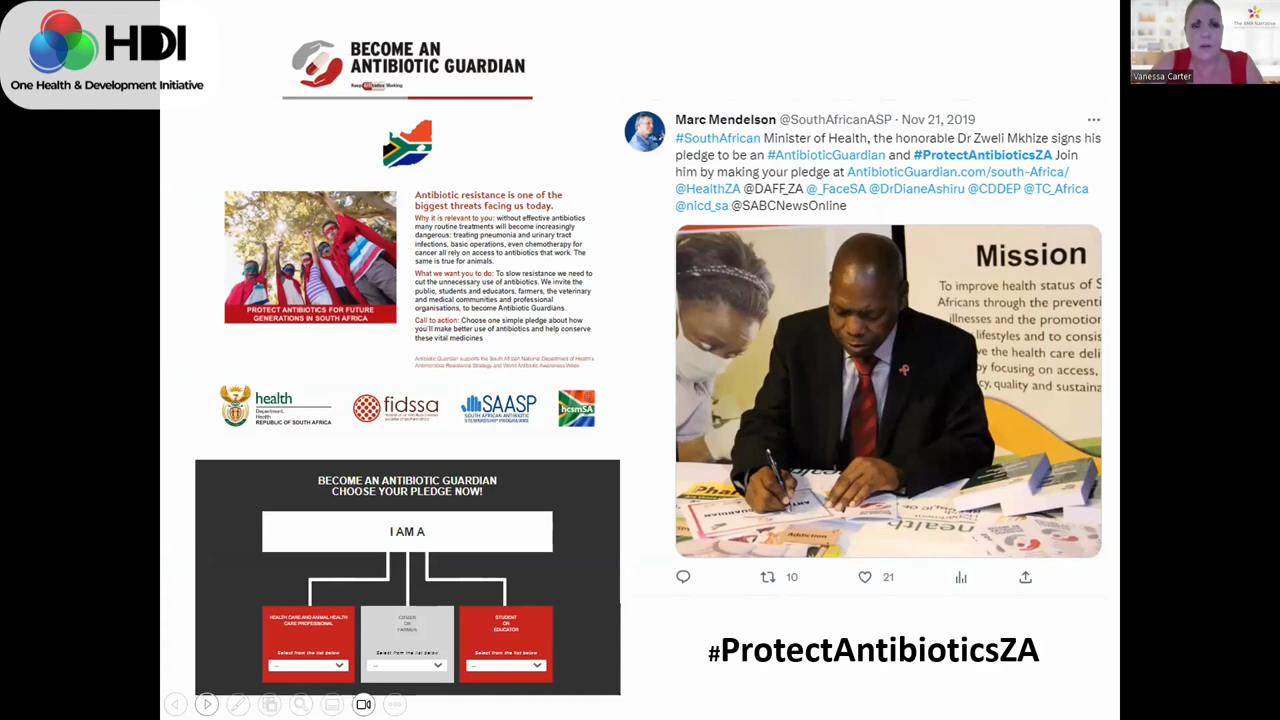 HDI
One Health & Development Initiative
BECOME AN
ANTIBIOTIC GUARDIAN
Keep Antibiotics Working
Antibiotic resistance is one of the
biggest threats facing us today.
Why it is relevant to you: without effective antibiotics
many routine treatments will become increasingly
dangerous: treating pneumonia and urinary tract
infections, basic operations, even chemotherapy for
cancer all rely on access to antibiotics that work. The
same is true for animals.
What we want you to do: To slow resistance we need to
cut the unnecessary use of antibiotics. We invite the
public, students and educators, farmers, the veterinary
and medical communities and professional
organisations, to become Antibiotic Guardians.
Call to action: Choose one simple pledge about how
you'll make better use of antibiotics and help conserve
these vital medicines
Antibiotic Guardian supports the South African National Department of Health's
Antimicrobial Resistance Strategy and World Antibiotic Awareness Week
PROTECT ANTIBIOTICS FOR FUTURE
GENERATIONS IN SOUTH AFRICA
health
Department:
Health
REPUBLIC OF SOUTH AFRICA
fidssa
SAASP
SOUTH AFRICAN ANTIBIOTIC
STEWARDSHIP PROGRAMME
hcsmSA
BECOME AN ANTIBIOTIC GUARDIAN
CHOOSE YOUR PLEDGE NOW!
I AM A
HEALTH CARE AND ANIMAL HEALTH
CARE PROFESSIONAL
Select from the list below
CITIZEN
OR
FARMER
Select from the list below
STUDENT
OR
EDUCATOR
Select from the list below
Marc Mendelson @SouthAfricanASP · Nov 21, 2019
#SouthAfrican Minister of Health, the honorable Dr Zweli Mkhize signs his
pledge to be an #AntibioticGuardian and #ProtectAntibioticsZA Join
him by making your pledge at AntibioticGuardian.com/south-Africa/
@HealthZA @DAFF_ZA @_FaceSA @DrDianeAshiru @CDDEP @TC_Africa
@nicd_sa @SABCNewsOnline
Mission
To improve health status of S
Africans through the preventi
illnesses and the promotion
lifestyles and to consis
ve the health care deli
by focusing on access,
cy, quality and sustaina
Addiction
10
21
#ProtectAntibioticsZA
The AMR Narrative
Vanessa Carter